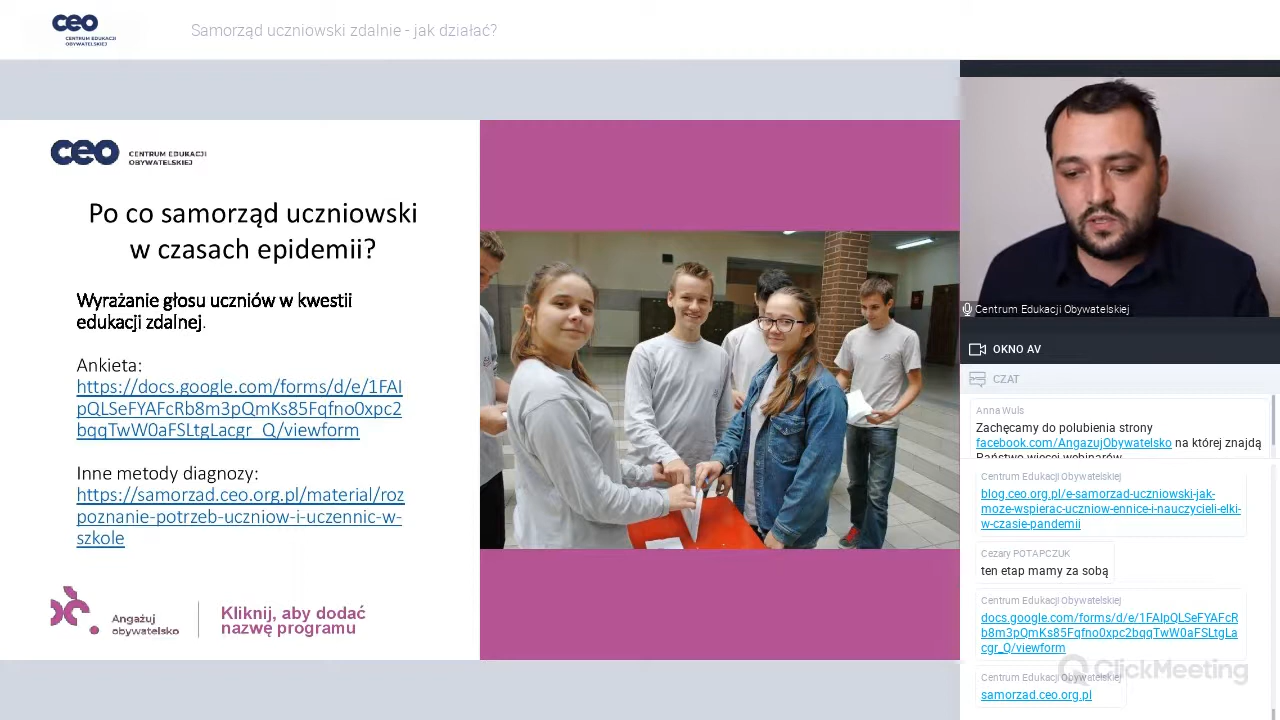 ceo
CENTRUM EDUKACJI
OBYWATELSKIEJ
Samorząd uczniowski zdalnie - jak działać?
ceo
CENTRUM EDUKACJI
OBYWATELSKIEJ
Po co samorząd uczniowski
w czasach epidemii?
Wyrażanie głosu uczniów w kwestii
edukacji zdalnej.
Ankieta:
https://docs.google.com/forms/d/e/1FAI
pQLSeFYAFcRb8m3pQmKs85Fqfno0xpc2
bqqTwW0aFSLtgLacgr_Q/viewform
Inne metody diagnozy:
https://samorzad.ceo.org.pl/material/roz
poznanie-potrzeb-uczniow-i-uczennic-w-
szkole
Angażuj
obywatelsko
Kliknij, aby dodać
nazwę programu
Centrum Edukacji Obywatelskiej
OKNO AV
CZAT
Anna Wuls
Zachęcamy do polubienia strony
facebook.com/AngazujObywatelsko na której znajdą
Państwo więcej webinarów
Centrum Edukacji Obywatelskiej
blog.ceo.org.pl/e-samorzad-uczniowski-jak-
moze-wspierac-uczniow-ennice-i-nauczycieli-elki-
w-czasie-pandemii
Cezary POTAPCZUK
ten etap mamy za sobą
Centrum Edukacji Obywatelskiej
docs.google.com/forms/d/e/1FAIpQLSeFYAFcR
b8m3pQmKs85Fqfno0xpc2bqqTwW0aFSLtgLa
cgr_Q/viewform
Centrum Edukacji Obywatelskiej
samorzad.ceo.org.pl
ClickMeeting